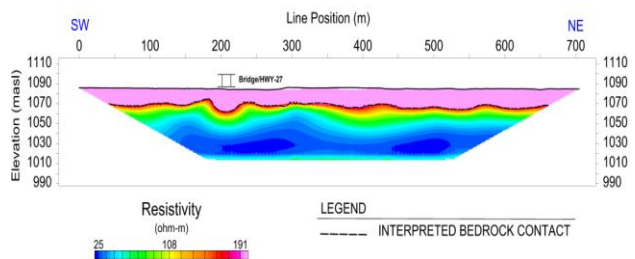 Line Position (m)
SW
NE
0 100 200 300 400 500 600 700
1110 1110
Bridge/HWY-27
1090 1090
1070 1070
1050 1050
1030 1030
1010 1010
990 990
Elevation (masl)
Resistivity
(ohm-m)
25 108 191
LEGEND
INTERPRETED BEDROCK CONTACT